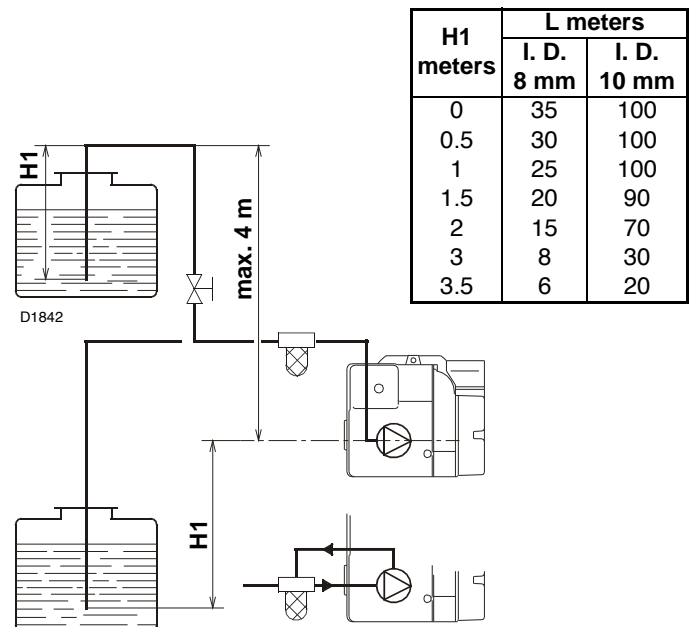 H1
meters
L meters
I. D.
8 mm
I. D.
10 mm
0 35 100
0.5 30 100
1 25 100
1.5 20 90
2 15 70
3 8 30
3.5 6 20
H1
max. 4 m
D1842
H1